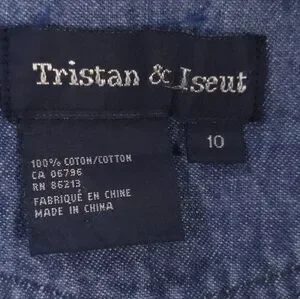 Tristan & Iseut
10
100% COTON/COTTON
CA 06796
RN 86213
FABRIQUÉ EN CHINE
MADE IN CHINA